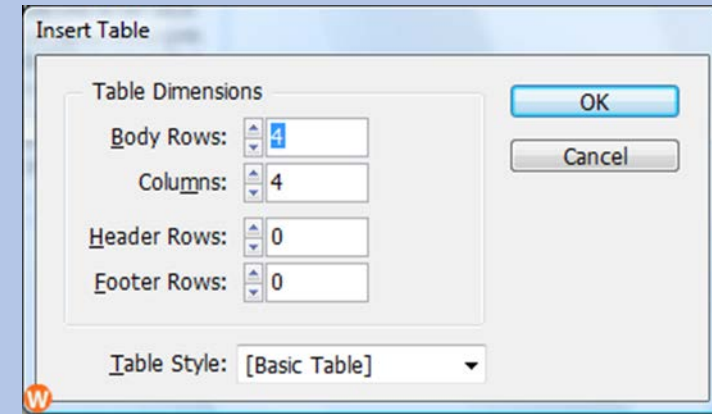 Insert Table
Table Dimensions
Body Rows: 4
Columns: 4
Header Rows: 0
Footer Rows: 0
Table Style: [Basic Table]
OK
Cancel
W